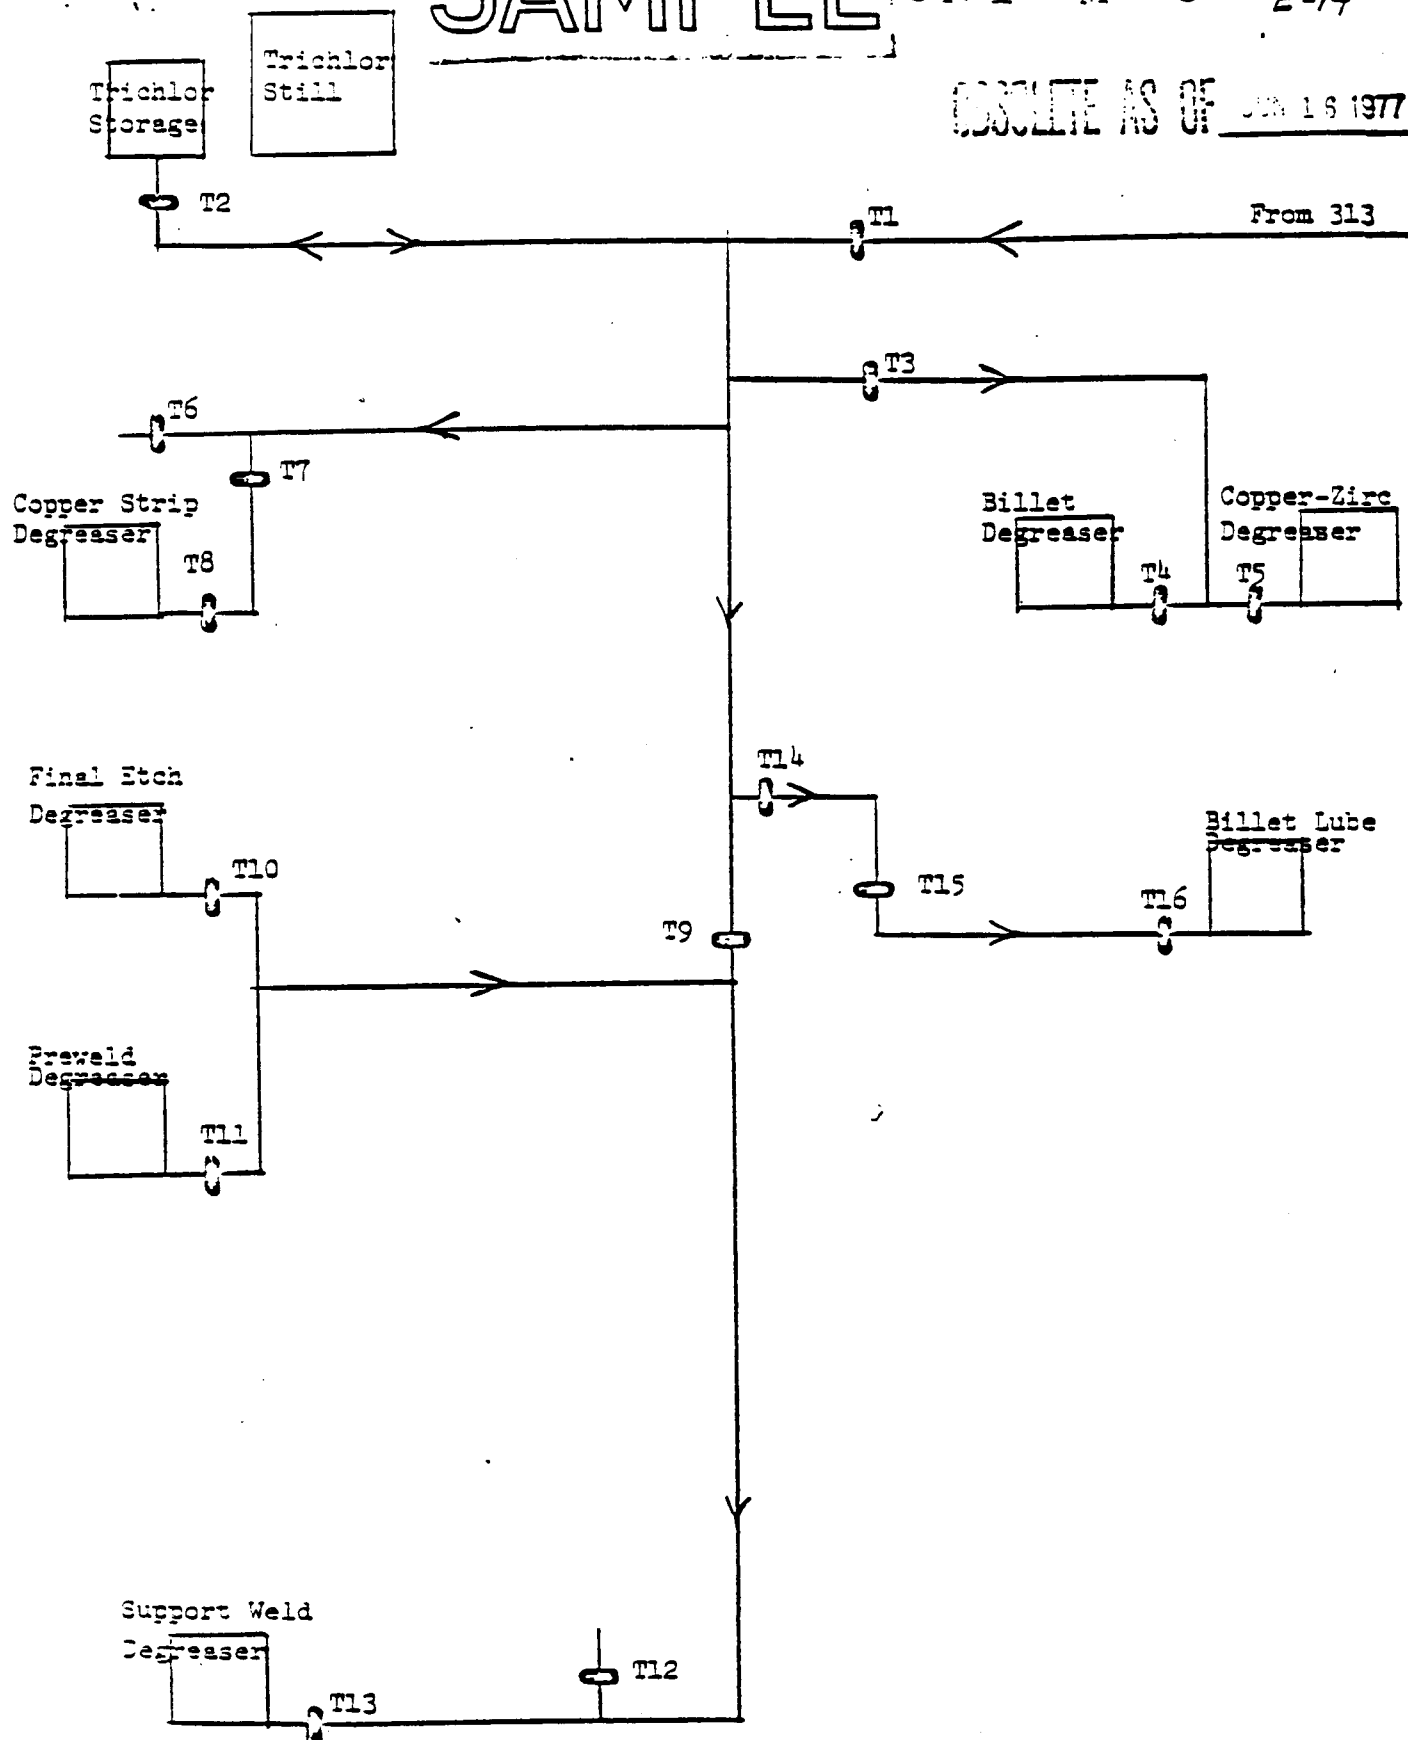 SAMPLE
OBSOLETE AS OF JUN 16 1977
Trichlor
Storage
Trichlor
Still
T2
T1
From 313
T3
T6
T7
Copper Strip
Degreaser
T8
Billet
Degreaser
T4
Copper-Zirc
Degreaser
T5
T14
Final Etch
Degreaser
T10
T15
Billet Lube
Degreaser
T16
T9
Preweld
Degreaser
T11
Support Weld
Degreaser
T12
T13